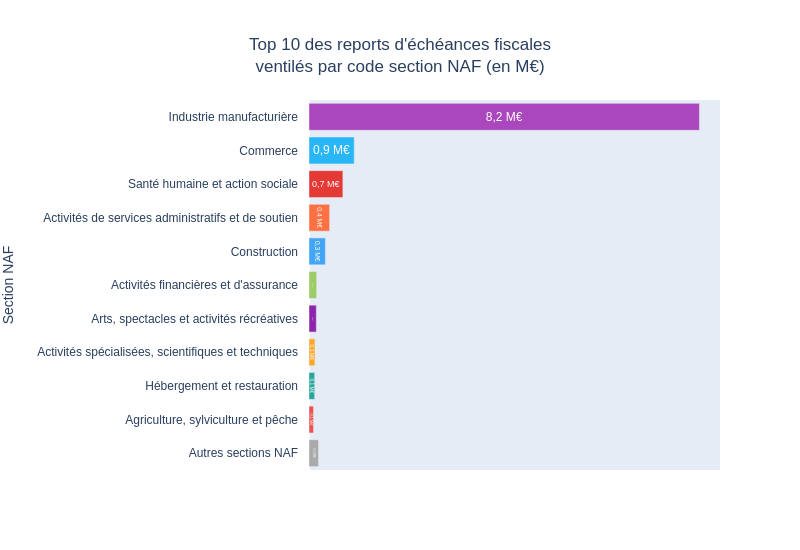 Top 10 des reports d'échéances fiscales
ventilés par code section NAF (en M€)
Section NAF
Industrie manufacturière
8,2 M€
Commerce
0,9 M€
Santé humaine et action sociale
0,7 M€
Activités de services administratifs et de soutien
0,4 M€
Construction
0,3 M€
Activités financières et d'assurance
Arts, spectacles et activités récréatives
Activités spécialisées, scientifiques et techniques
Hébergement et restauration
Agriculture, sylviculture et pêche
Autres sections NAF